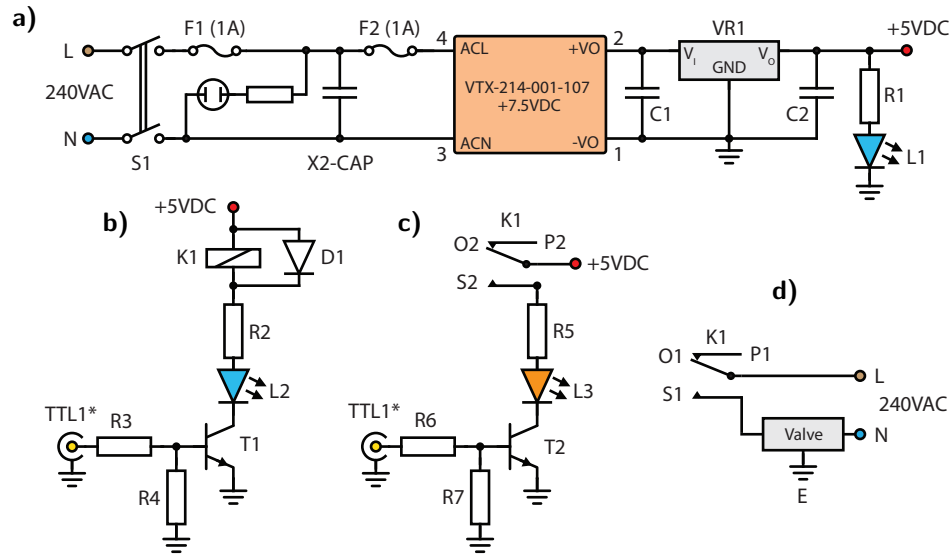 a)
F1 (1A)
F2 (1A)
L
240VAC
N
S1
X2-CAP
4
3
ACL
+VO
VTX-214-001-107
+7.5VDC
ACN
-VO
2
1
VR1
VI
VO
GND
C1
C2
+5VDC
R1
L1
b)
+5VDC
K1
D1
R2
L2
TTL1*
R3
T1
R4
c)
K1
O2
P2
+5VDC
S2
R5
L3
TTL1*
R6
T2
R7
d)
K1
O1
P1
L
S1
240VAC
Valve
N
E